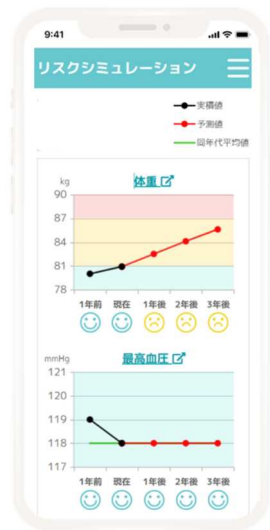 9:41
リスクシミュレーション
実績値
予測値
同年代平均値
kg
体重
90
87
84
81
78
1年前 現在 1年後 2年後 3年後
mmHg
最高血圧
121
120
119
118
117
1年前 現在 1年後 2年後 3年後